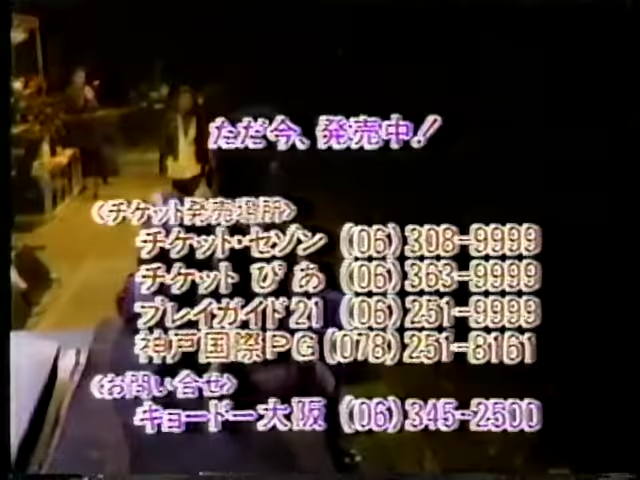 ただ今、発売中!
〈チケット発売場所〉
チケット・セゾン (06)308-9999
チケット ぴあ (06)363-9999
プレイガイド21 (06)251-9999
神戸国際PG (078)251-8161
〈お問い合せ〉
キョードー大阪 (06)345-2500